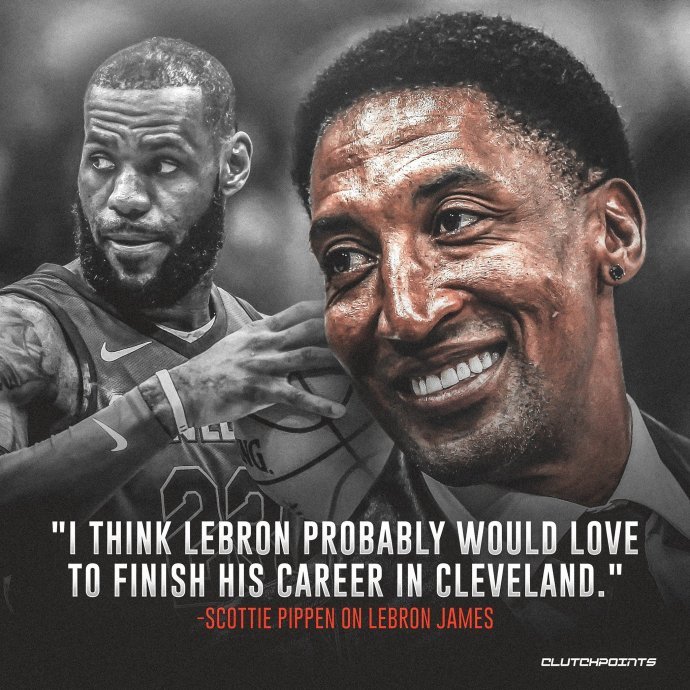 "I THINK LEBRON PROBABLY WOULD LOVE
TO FINISH HIS CAREER IN CLEVELAND."
-SCOTTIE PIPPEN ON LEBRON JAMES
CLUTCHPOINTS